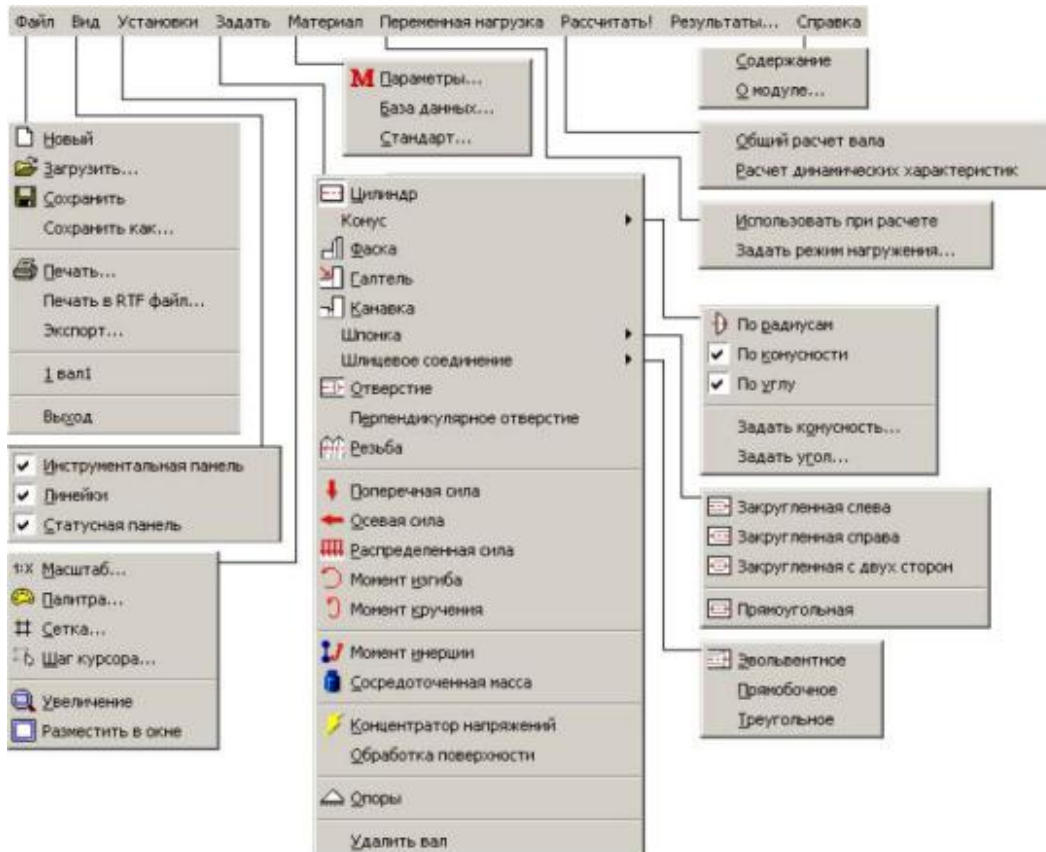 Файл Вид Установки Задать Материал Переменная нагрузка Рассчитать! Результаты... Справка
Новый
Загрузить...
Сохранить
Сохранить как...
Печать...
Печать в RTF файл...
Экспорт...
1 вал1
Выход
Инструментальная панель
Линейки
Статусная панель
1:X Масштаб...
Палитра...
Сетка...
Шаг курсора...
Увеличение
Разместить в окне
M Параметры...
База данных...
Стандарт...
Цилиндр
Конус
Фаска
Галтель
Канавка
Шпонка
Шлицевое соединение
Отверстие
Перпендикулярное отверстие
Резьба
Поперечная сила
Осевая сила
Распределенная сила
Момент изгиба
Момент кручения
Момент инерции
Сосредоточенная масса
Концентратор напряжений
Обработка поверхности
Опоры
Удалить вал
Содержание
О модуле...
Общий расчет вала
Расчет динамических характеристик
Использовать при расчете
Задать режим нагружения...
По радиусам
По конусности
По углу
Задать конусность...
Задать угол...
Закругленная слева
Закругленная справа
Закругленная с двух сторон
Прямоугольная
Эвольвентное
Прямобочное
Треугольное